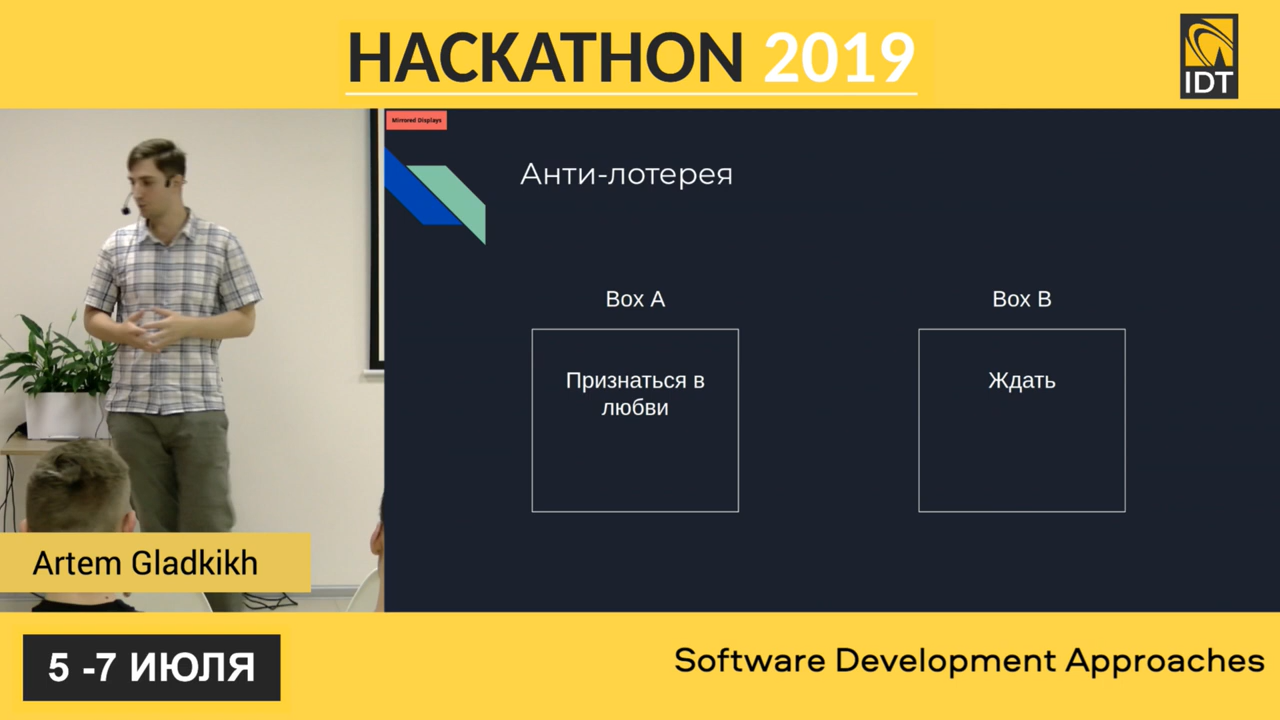 HACKATHON 2019
IDT
Mirrored Displays
Анти-лотерея
Box A
Box B
Признаться в
любви
Ждать
Artem Gladkikh
5 -7 ИЮЛЯ
Software Development Approaches